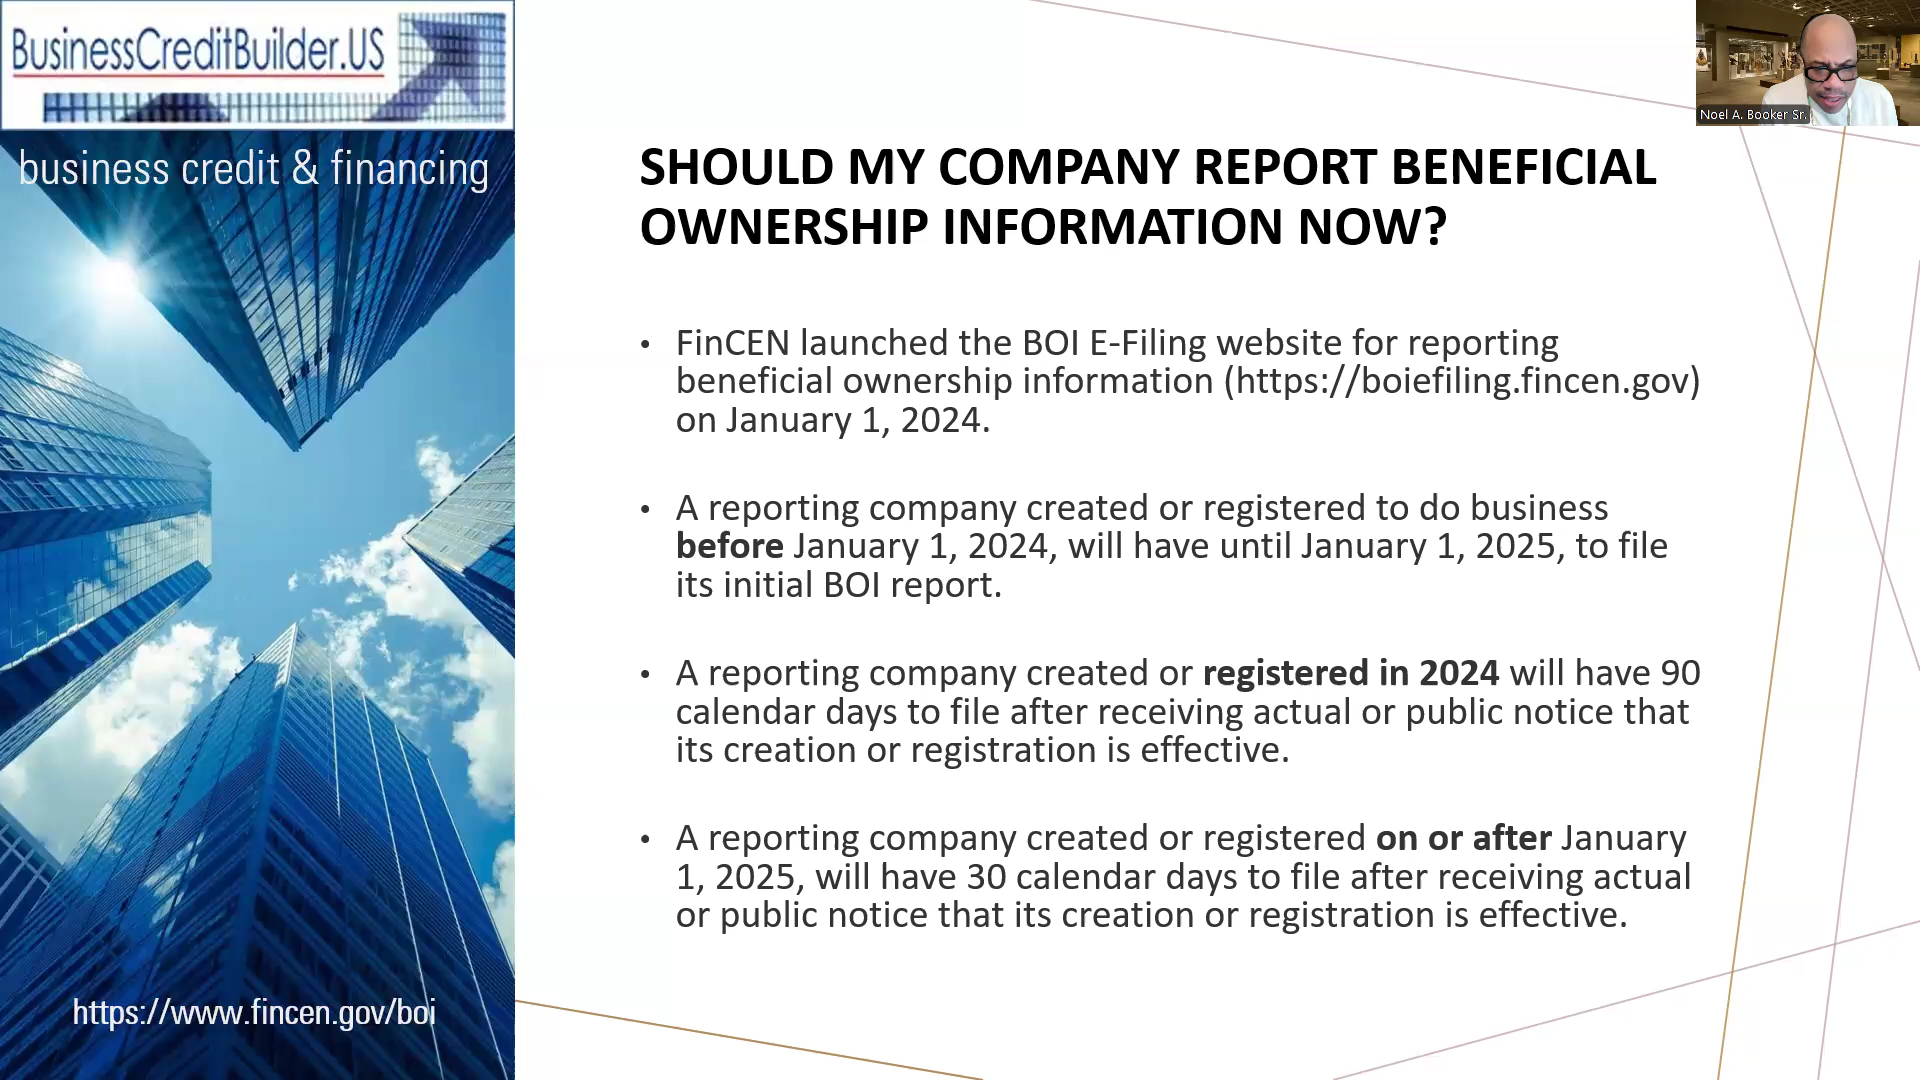 BusinessCreditBuilder.US
business credit & financing
https://www.fincen.gov/boi
Noel A. Booker Sr.
SHOULD MY COMPANY REPORT BENEFICIAL
OWNERSHIP INFORMATION NOW?
• FinCEN launched the BOI E-Filing website for reporting
beneficial ownership information (https://boiefiling.fincen.gov)
on January 1, 2024.
• A reporting company created or registered to do business
before January 1, 2024, will have until January 1, 2025, to file
its initial BOI report.
• A reporting company created or registered in 2024 will have 90
calendar days to file after receiving actual or public notice that
its creation or registration is effective.
• A reporting company created or registered on or after January
1, 2025, will have 30 calendar days to file after receiving actual
or public notice that its creation or registration is effective.